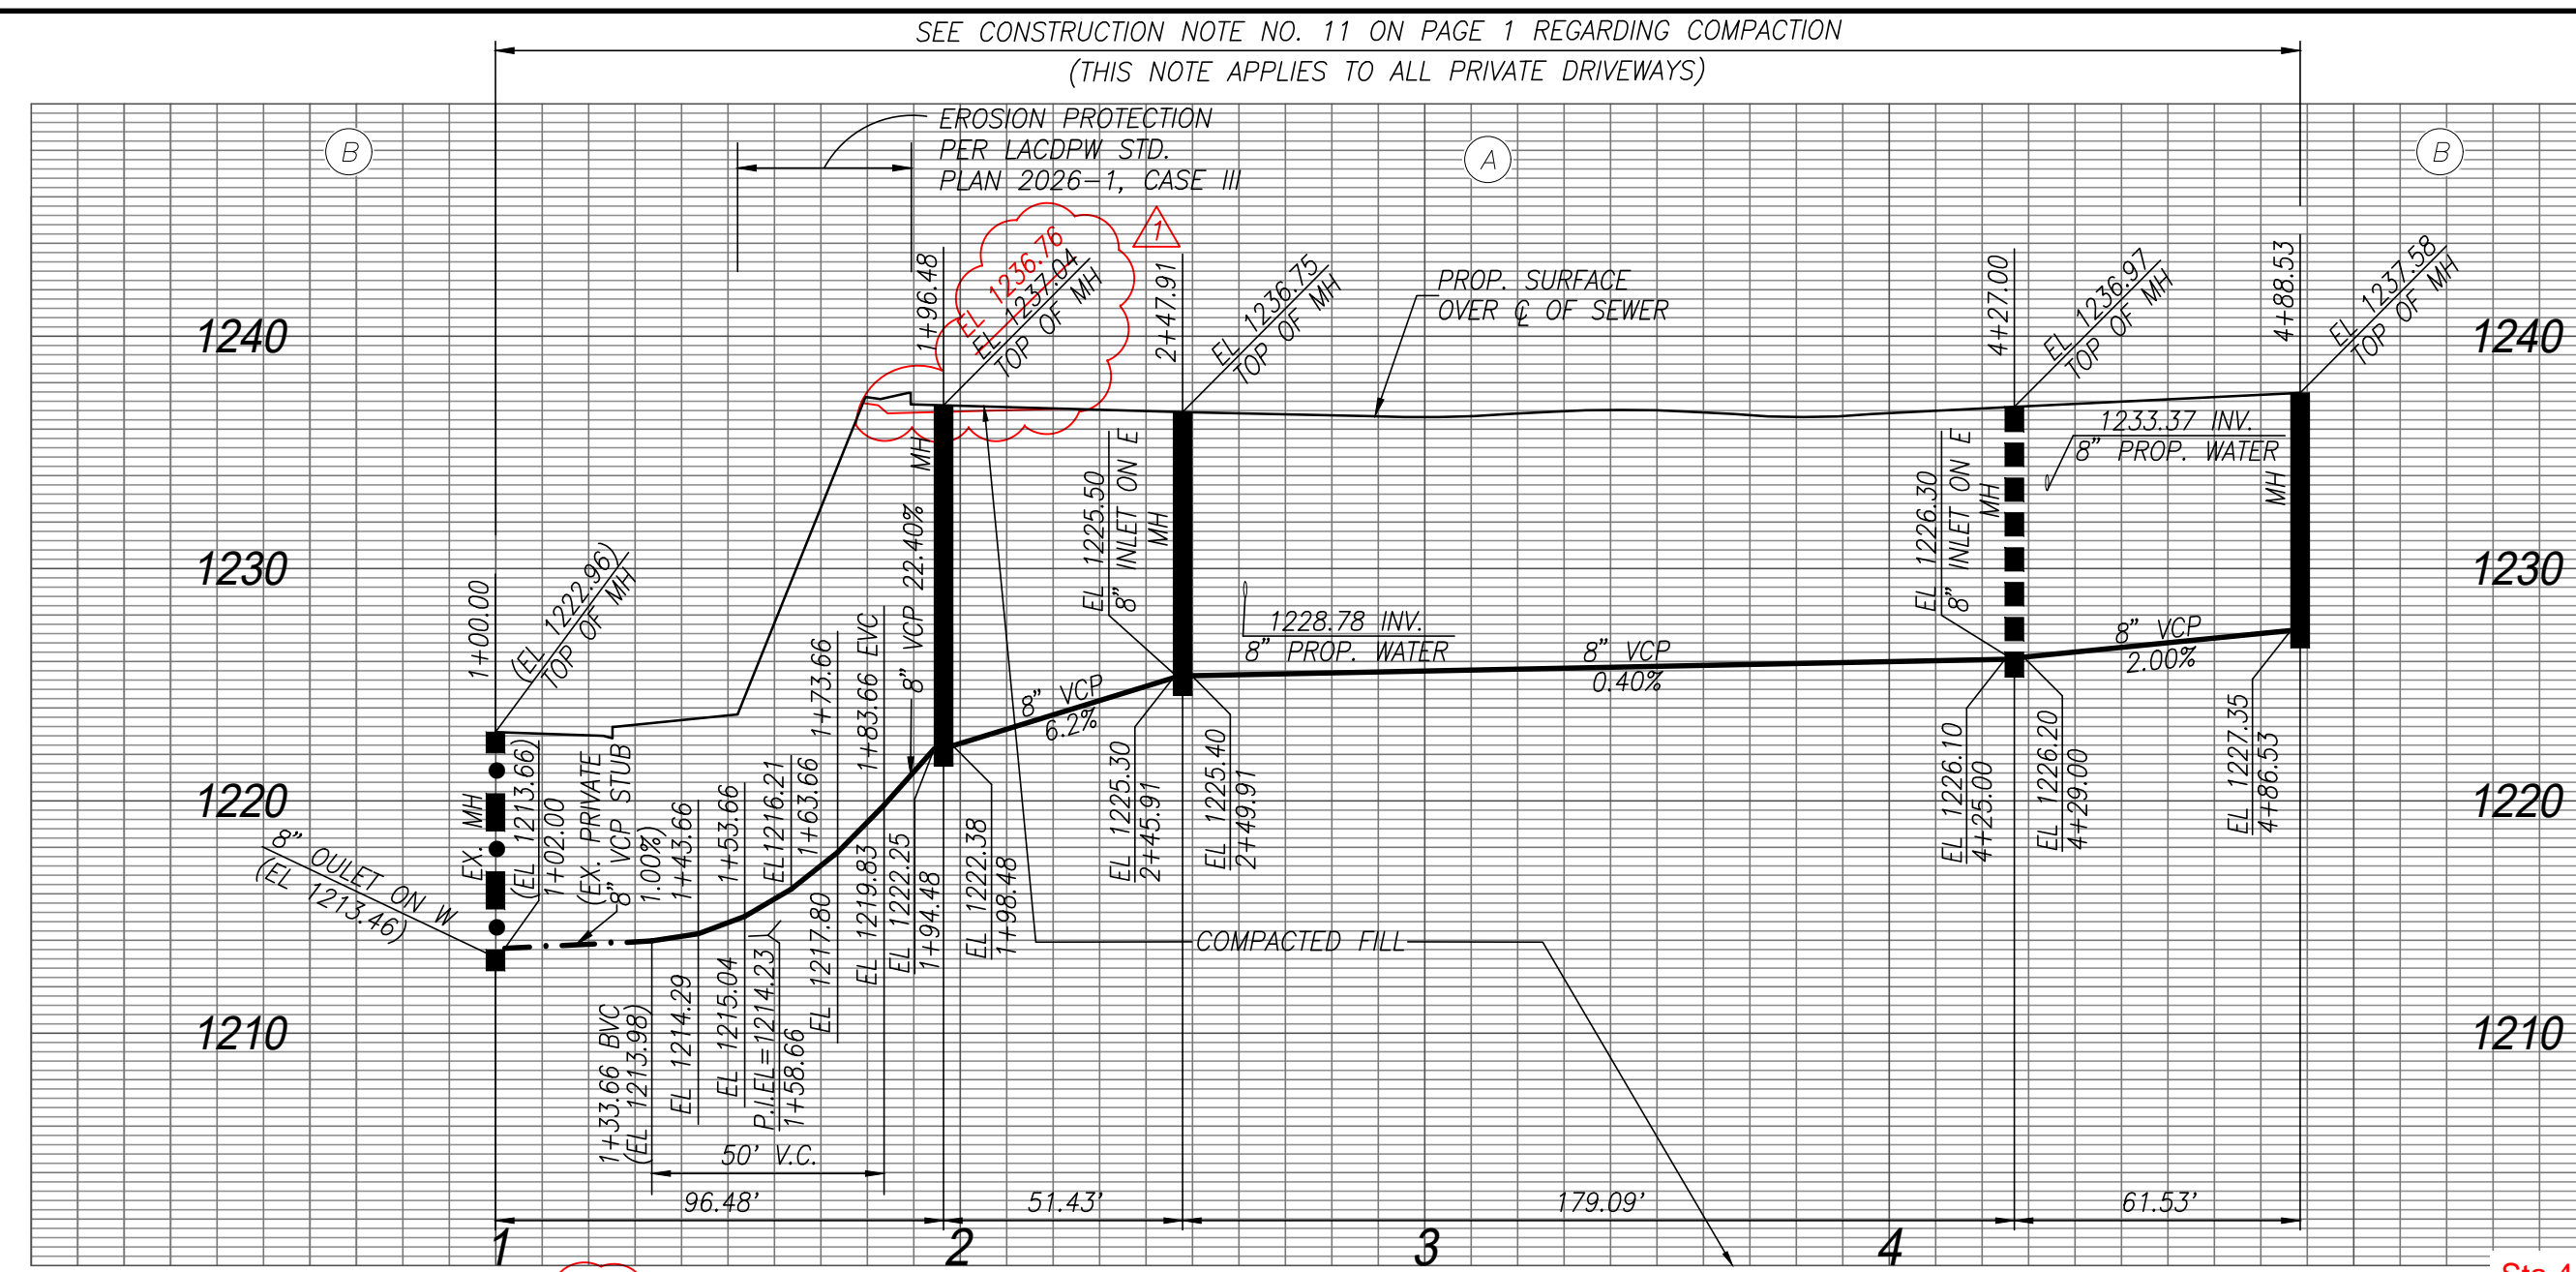 SEE CONSTRUCTION NOTE NO. 11 ON PAGE 1 REGARDING COMPACTION
(THIS NOTE APPLIES TO ALL PRIVATE DRIVEWAYS)
B
EROSION PROTECTION
PER LACDPW STD.
PLAN 2026-1, CASE III
A
B
1
1+96.48
EL 1236.76
EL 1237.04
TOP OF MH
2+47.91
EL 1236.75
TOP OF MH
PROP. SURFACE
OVER ℄ OF SEWER
4+27.00
EL 1236.97
TOP OF MH
4+88.53
EL 1237.58
TOP OF MH
1240
1240
1233.37 INV.
8" PROP. WATER
MH
EL 1225.50
8" INLET ON E
MH
EL 1226.30
8" INLET ON E
MH
MH
1230
1230
1+00.00
(EL 1222.96)
TOP OF MH
1228.78 INV.
8" PROP. WATER
8" VCP
0.40%
8" VCP
2.00%
8" VCP
6.2%
8" VCP 22.40%
1220
1220
EX. MH
8" OULET ON W
(EL 1213.46)
(EL 1213.66)
1+02.00
(EX. PRIVATE
8" VCP STUB
1.00%)
1+43.66
1+53.66
EL1216.21
1+63.66
1+73.66
1+83.66 EVC
EL 1219.83
EL 1222.25
1+94.48
EL 1222.38
1+98.48
EL 1225.30
2+45.91
EL 1225.40
2+49.91
EL 1226.10
4+25.00
EL 1226.20
4+29.00
EL 1227.35
4+86.53
COMPACTED FILL
1210
1210
1+33.66 BVC
(EL 1213.98)
EL 1214.29
EL 1215.04
P.I.EL=1214.23
1+58.66
EL 1217.80
50' V.C.
96.48'
51.43'
179.09'
61.53'
1
2
3
4